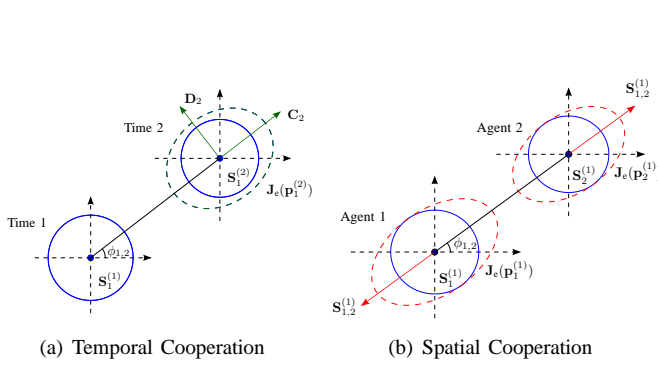 D₂
C₂
Time 2
S₁⁽²⁾
Jₑ(p₁⁽²⁾)
Time 1
ϕ₁,₂
S₁⁽¹⁾
(a) Temporal Cooperation
S₁,₂⁽¹⁾
Agent 2
S₂⁽¹⁾
Jₑ(p₂⁽¹⁾)
Agent 1
ϕ₁,₂
S₁⁽¹⁾
Jₑ(p₁⁽¹⁾)
S₁,₂⁽¹⁾
(b) Spatial Cooperation